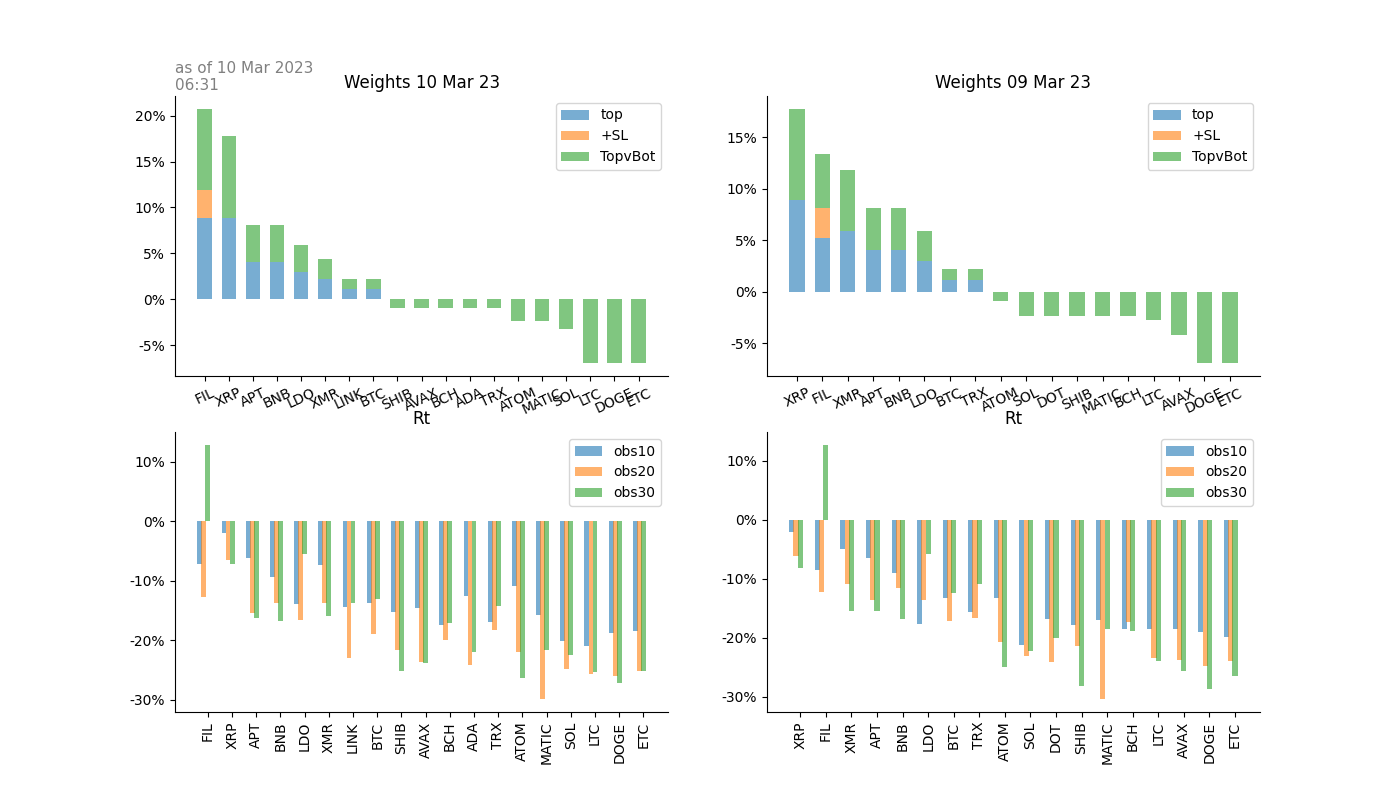 as of 10 Mar 2023
06:31
Weights 10 Mar 23
20%
15%
10%
5%
0%
-5%
top
+SL
TopvBot
FIL XRP APT BNB LDO XMR LINK BTC SHIB AVAX BCH ADA TRX ATOM MATIC SOL LTC DOGE ETC
Weights 09 Mar 23
15%
10%
5%
0%
-5%
top
+SL
TopvBot
XRP FIL XMR APT BNB LDO BTC TRX ATOM SOL DOT SHIB MATIC BCH LTC AVAX DOGE ETC
Rt
10%
0%
-10%
-20%
-30%
obs10
obs20
obs30
FIL XRP APT BNB LDO XMR LINK BTC SHIB AVAX BCH ADA TRX ATOM MATIC SOL LTC DOGE ETC
Rt
10%
0%
-10%
-20%
-30%
obs10
obs20
obs30
XRP FIL XMR APT BNB LDO BTC TRX ATOM SOL DOT SHIB MATIC BCH LTC AVAX DOGE ETC